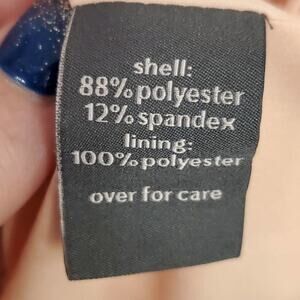 shell:
88% polyester
12% spandex
lining:
100% polyester
over for care